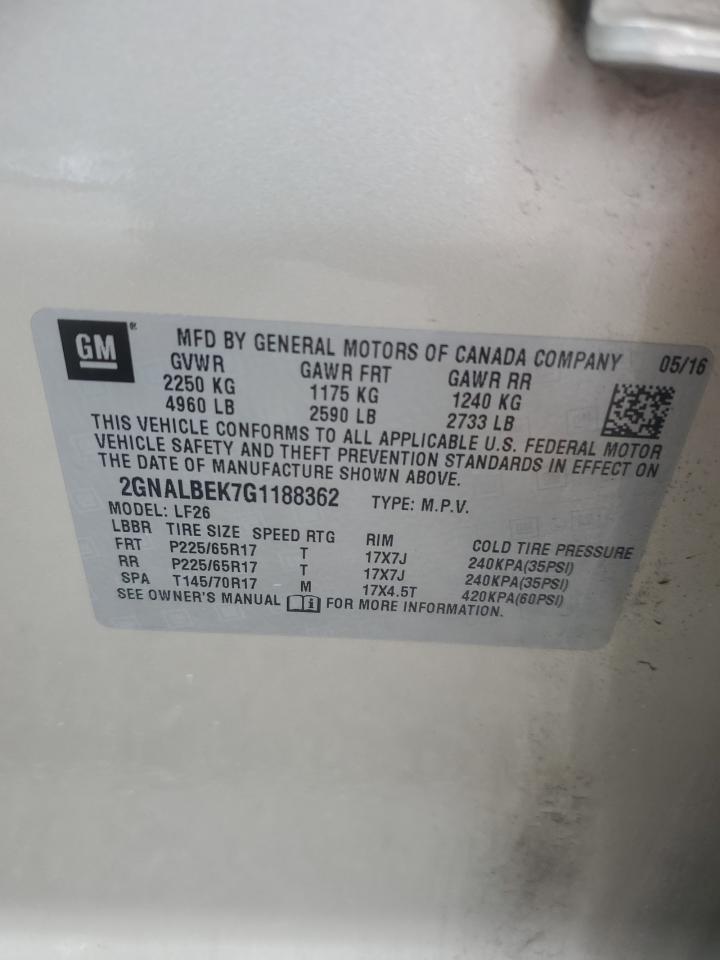 GM
MFD BY GENERAL MOTORS OF CANADA COMPANY 05/16
GVWR GAWR FRT GAWR RR
2250 KG 1175 KG 1240 KG
4960 LB 2590 LB 2733 LB
THIS VEHICLE CONFORMS TO ALL APPLICABLE U.S. FEDERAL MOTOR
VEHICLE SAFETY AND THEFT PREVENTION STANDARDS IN EFFECT ON
THE DATE OF MANUFACTURE SHOWN ABOVE.
2GNALBEK7G1188362 TYPE: M.P.V.
MODEL: LF26
LBBR TIRE SIZE SPEED RTG RIM COLD TIRE PRESSURE
FRT P225/65R17 T 17X7J 240KPA(35PSI)
RR P225/65R17 T 17X7J 240KPA(35PSI)
SPA T145/70R17 M 17X4.5T 420KPA(60PSI)
SEE OWNER'S MANUAL i FOR MORE INFORMATION.